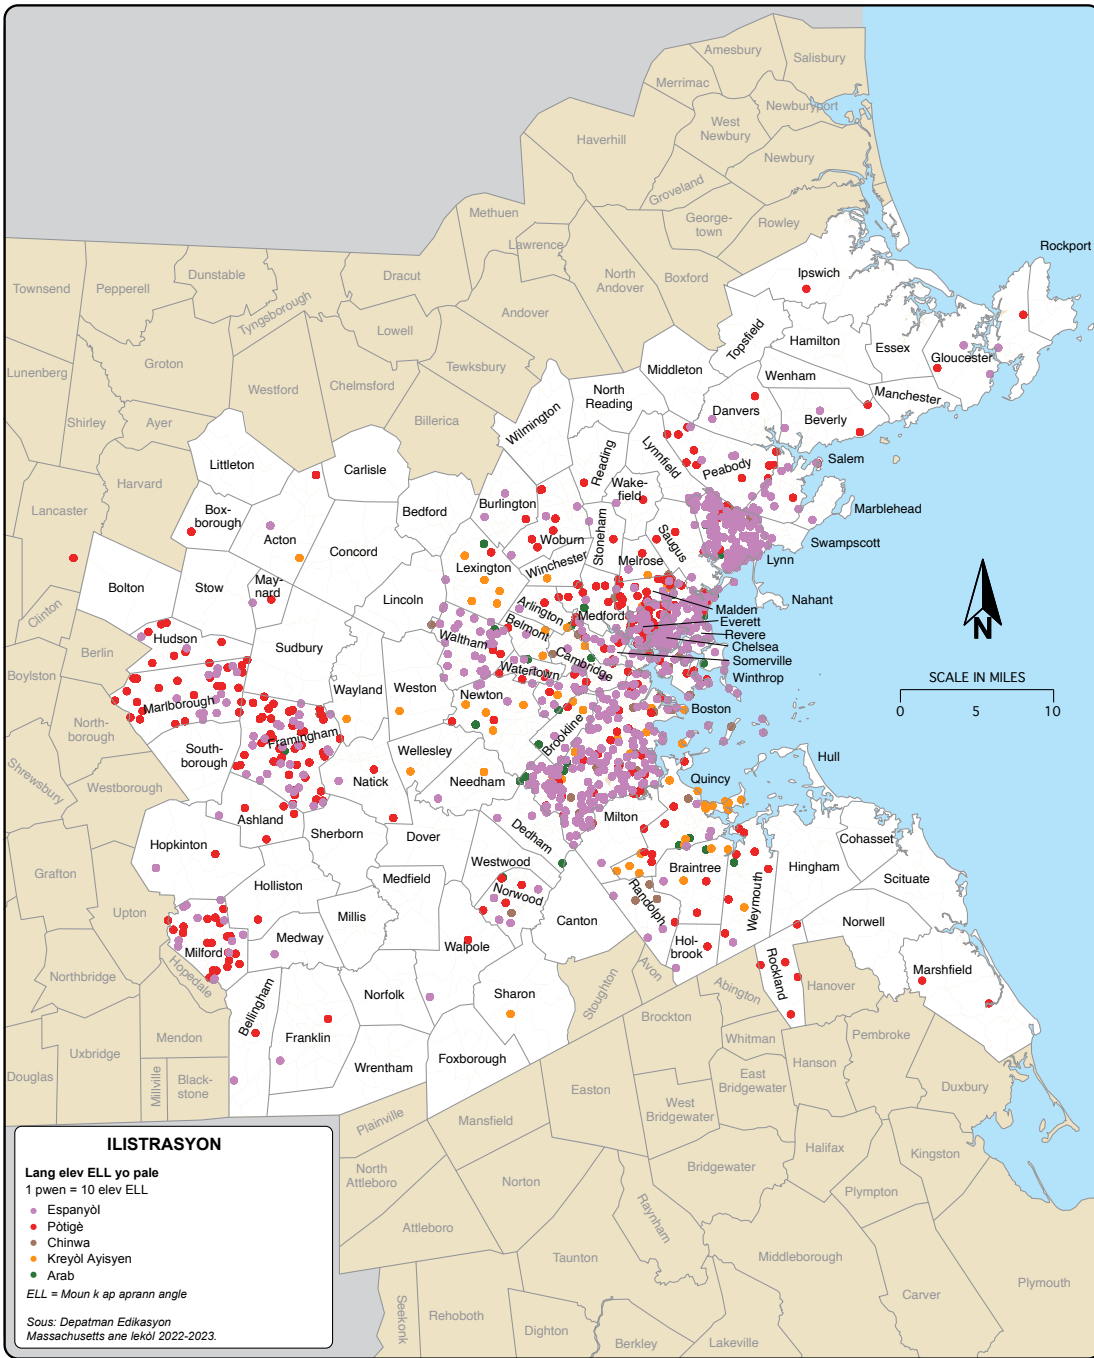 Amesbury
Salisbury
Merrimac
Newburyport
West
Newbury
Haverhill
Newbury
Groveland
George-
town
Rowley
Methuen
Lawrence
Boxford
North
Andover
Rockport
Ipswich
Dunstable
Dracut
Townsend
Pepperell
Tyngsborough
Andover
Lowell
Topsfield
Hamilton
Essex
Gloucester
Groton
Tewksbury
Middleton
Lunenberg
Westford
Chelmsford
Wenham
Manchester
North
Reading
Danvers
Beverly
Shirley
Ayer
Billerica
Wilmington
Reading
Lynnfield
Peabody
Salem
Littleton
Carlisle
Harvard
Wake-
field
Marblehead
Lancaster
Box-
borough
Bedford
Burlington
Acton
Woburn
Stoneham
Saugus
Swampscott
Concord
Lexington
Winchester
Melrose
Lynn
Bolton
Stow
May-
nard
Lincoln
Nahant
Clinton
Arlington
Medford
Malden
Everett
Revere
Chelsea
Somerville
Winthrop
Berlin
Hudson
Sudbury
Waltham
Belmont
Cambridge
Watertown
Boylston
Marlborough
Wayland
Weston
Newton
Boston
North-
borough
Framingham
Brookline
South-
borough
Wellesley
Needham
Natick
Quincy
Hull
Shrewsbury
Westborough
Ashland
Sherborn
Dover
Dedham
Milton
Hopkinton
Westwood
Cohasset
Grafton
Holliston
Medfield
Norwood
Braintree
Hingham
Scituate
Randolph
Weymouth
Upton
Millis
Canton
Norwell
Milford
Medway
Walpole
Hol-
brook
Hopedale
Northbridge
Avon
Rockland
Marshfield
Bellingham
Norfolk
Sharon
Stoughton
Abington
Hanover
Mendon
Franklin
Brockton
Whitman
Pembroke
Uxbridge
Wrentham
Foxborough
Hanson
Douglas
Millville
Black-
stone
Easton
East
Bridgewater
West
Bridgewater
Duxbury
Plainville
Mansfield
Halifax
Kingston
North
Attleboro
Norton
Bridgewater
Plympton
Attleboro
Raynham
Taunton
Middleborough
Plymouth
Carver
Seekonk
Rehoboth
Dighton
Berkley
Lakeville
N
SCALE IN MILES
0 5 10
ILISTRASYON
Lang elev ELL yo pale
1 pwen = 10 elev ELL
Espanyòl
Pòtigè
Chinwa
Kreyòl Ayisyen
Arab
ELL = Moun k ap aprann angle
Sous: Depatman Edikasyon
Massachusetts ane lekòl 2022-2023.